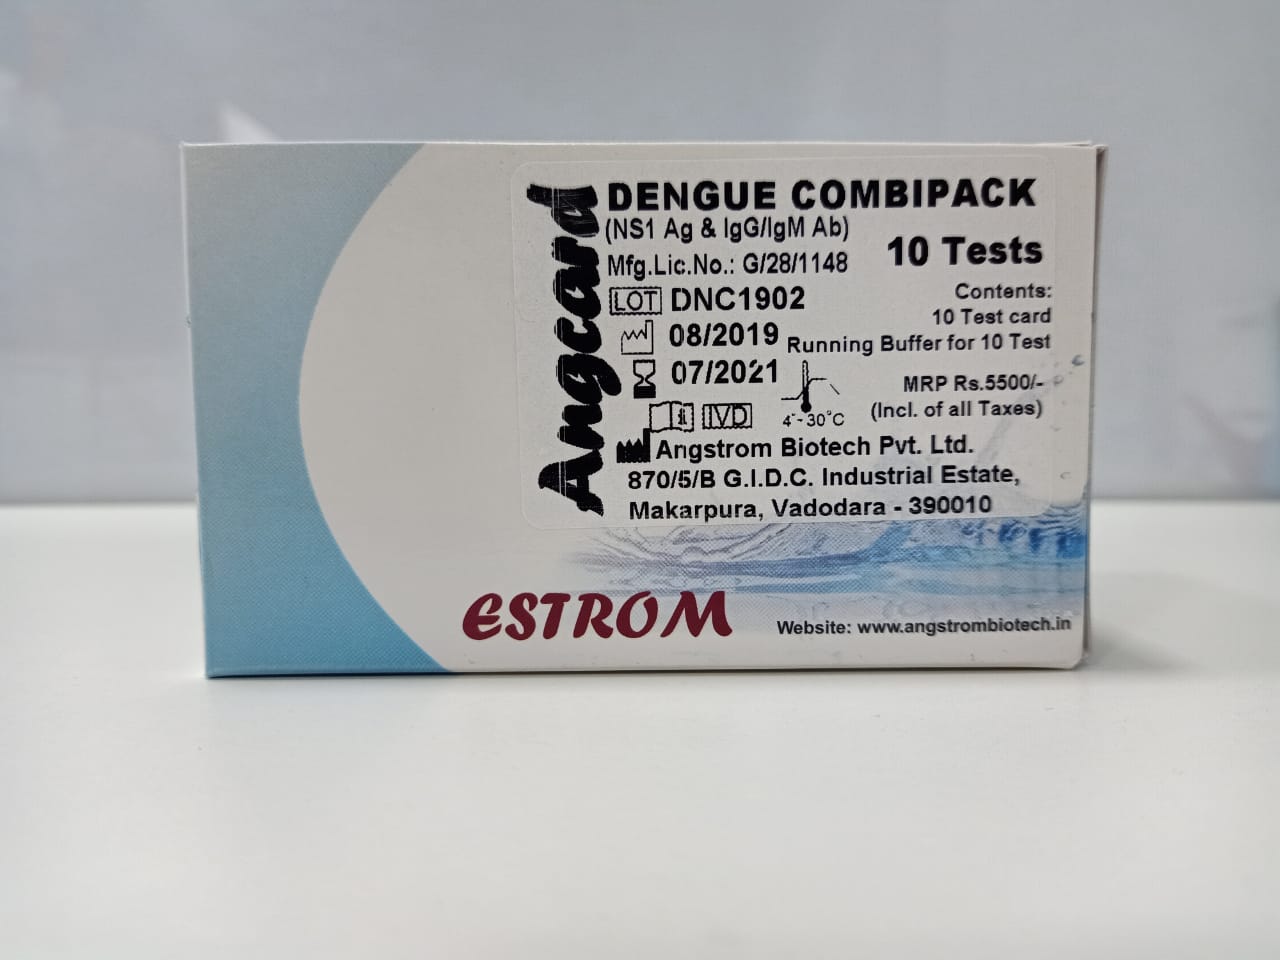 Angcard
DENGUE COMBIPACK
(NS1 Ag & IgG/IgM Ab)
10 Tests
Mfg.Lic.No.: G/28/1148
LOT DNC1902
Contents:
10 Test card
08/2019
Running Buffer for 10 Test
07/2021
MRP Rs.5500/-
(Incl. of all Taxes)
i IVD
4°-30°C
Angstrom Biotech Pvt. Ltd.
870/5/B G.I.D.C. Industrial Estate,
Makarpura, Vadodara - 390010
ESTROM
Website: www.angstrombiotech.in